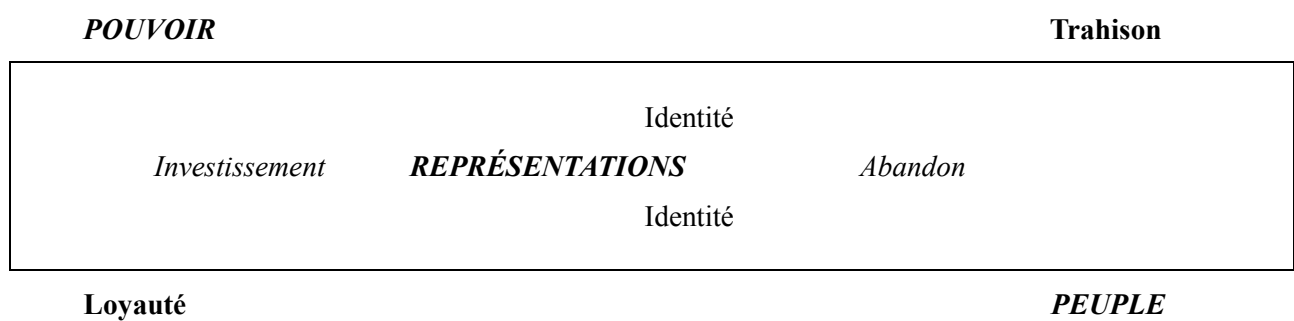 POUVOIR Trahison
Identité
Investissement REPRÉSENTATIONS Abandon
Identité
Loyauté PEUPLE